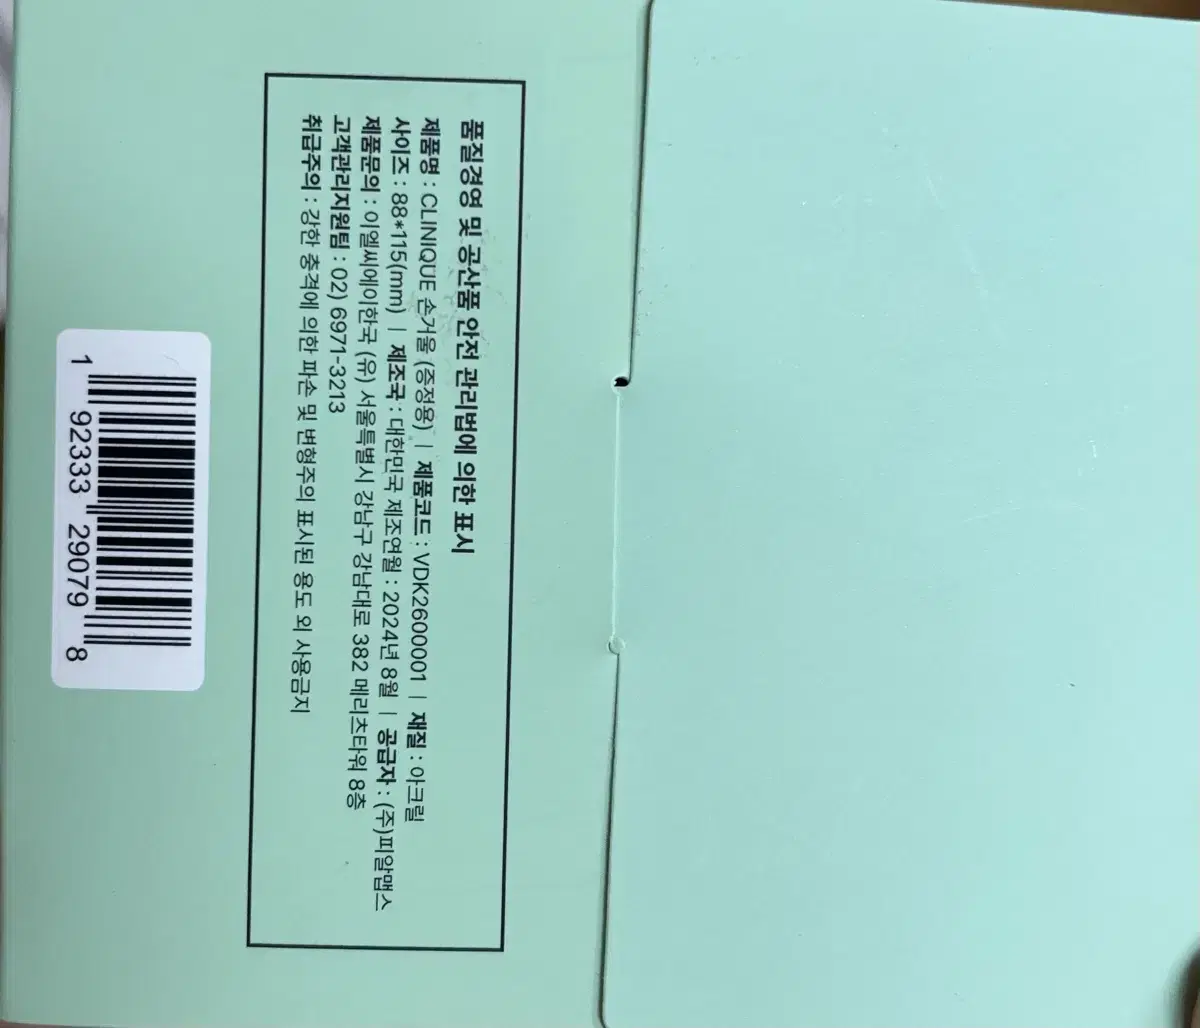 품질경영 및 공산품 안전 관리법에 의한 표시
제품명 : CLINIQUE 손거울 (증정용) | 제품코드 : VDK2600001 | 재질 : 아크릴
사이즈 : 88*115(mm) | 제조국 : 대한민국 제조연월 : 2024년 8월 | 공급자 : (주)피알맵스
제품문의 : 이엘씨에이한국 (유) 서울특별시 강남구 강남대로 382 메리츠타워 8층
고객관리지원팀 : 02) 6971-3213
취급주의 : 강한 충격에 의한 파손 및 변형주의 표시된 용도 외 사용금지
1 92333 29079 8